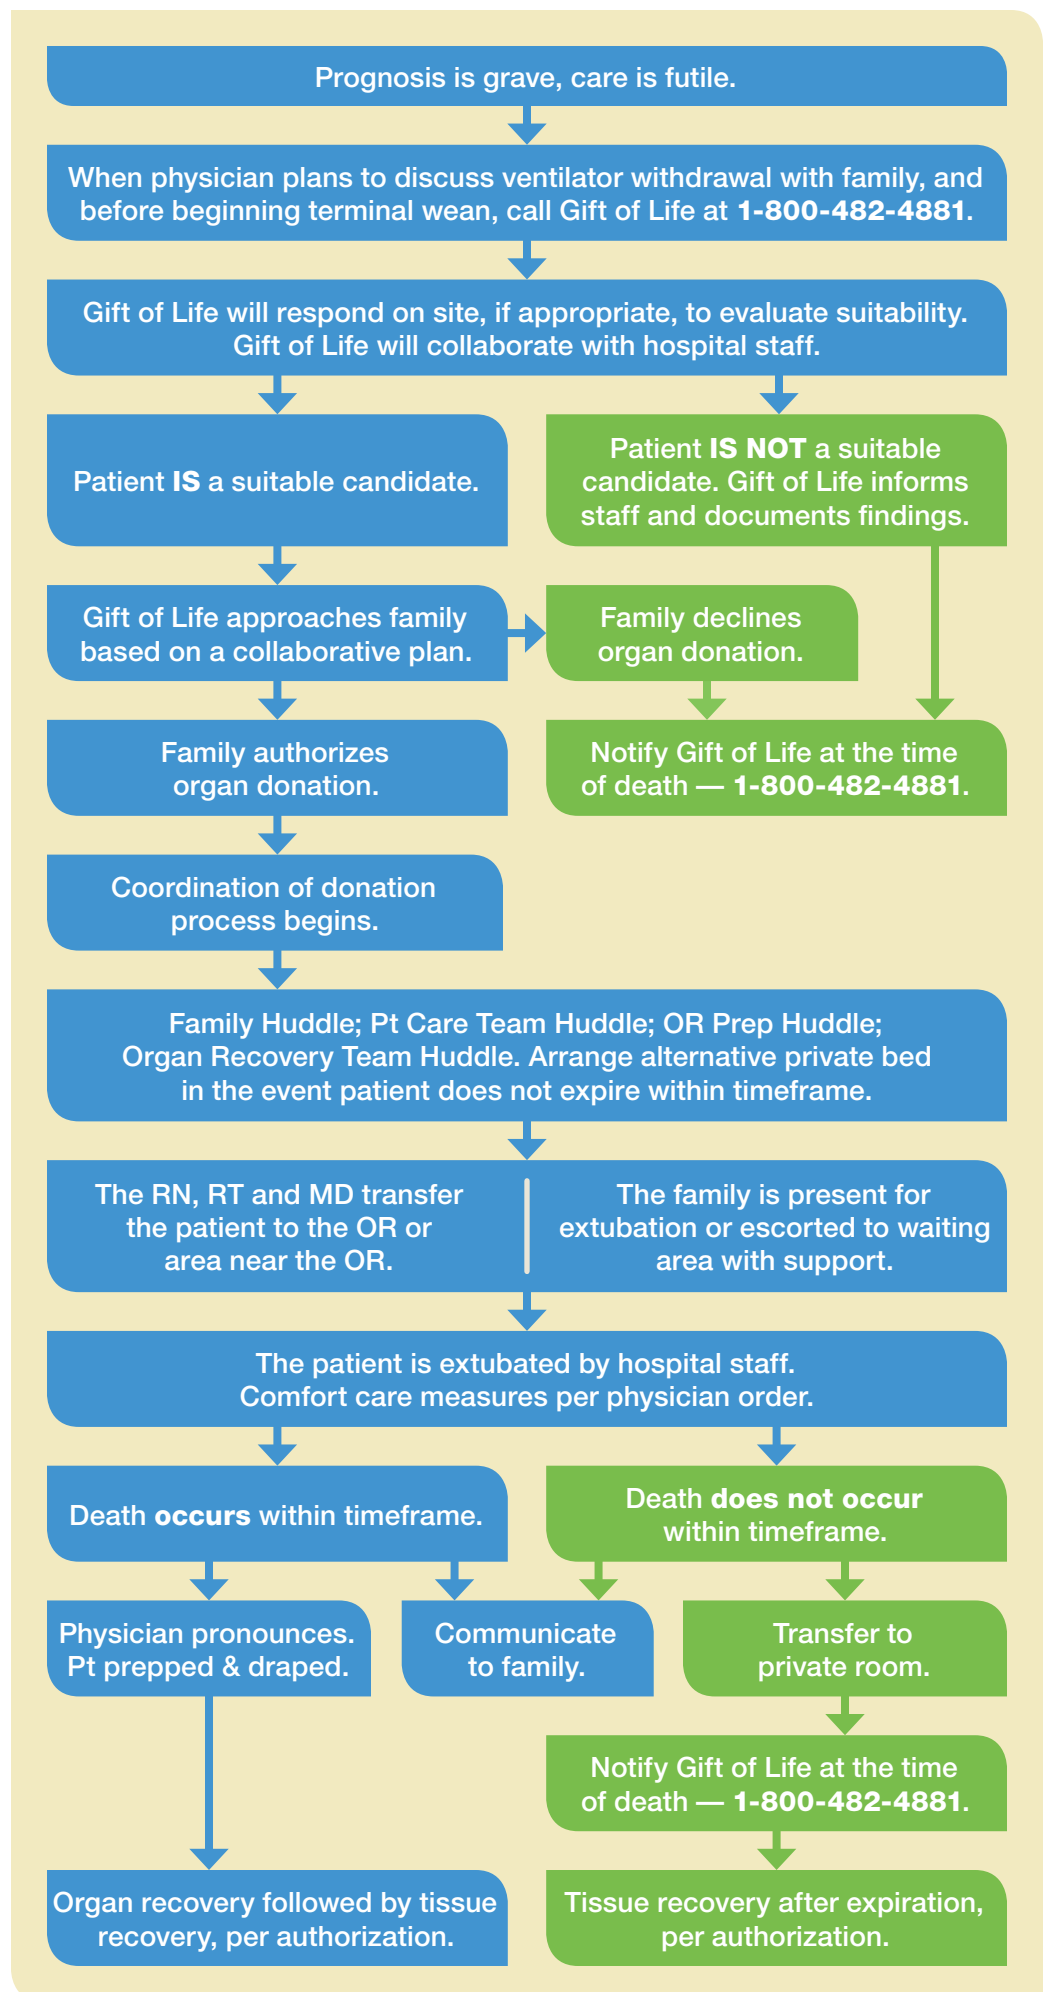 Prognosis is grave, care is futile.
When physician plans to discuss ventilator withdrawal with family, and
before beginning terminal wean, call Gift of Life at 1-800-482-4881.
Gift of Life will respond on site, if appropriate, to evaluate suitability.
Gift of Life will collaborate with hospital staff.
Patient IS a suitable candidate.
Patient IS NOT a suitable
candidate. Gift of Life informs
staff and documents findings.
Gift of Life approaches family
based on a collaborative plan.
Family declines
organ donation.
Family authorizes
organ donation.
Notify Gift of Life at the time
of death — 1-800-482-4881.
Coordination of donation
process begins.
Family Huddle; Pt Care Team Huddle; OR Prep Huddle;
Organ Recovery Team Huddle. Arrange alternative private bed
in the event patient does not expire within timeframe.
The RN, RT and MD transfer
the patient to the OR or
area near the OR.
The family is present for
extubation or escorted to waiting
area with support.
The patient is extubated by hospital staff.
Comfort care measures per physician order.
Death occurs within timeframe.
Death does not occur
within timeframe.
Physician pronounces.
Pt prepped & draped.
Communicate
to family.
Transfer to
private room.
Notify Gift of Life at the time
of death — 1-800-482-4881.
Organ recovery followed by tissue
recovery, per authorization.
Tissue recovery after expiration,
per authorization.